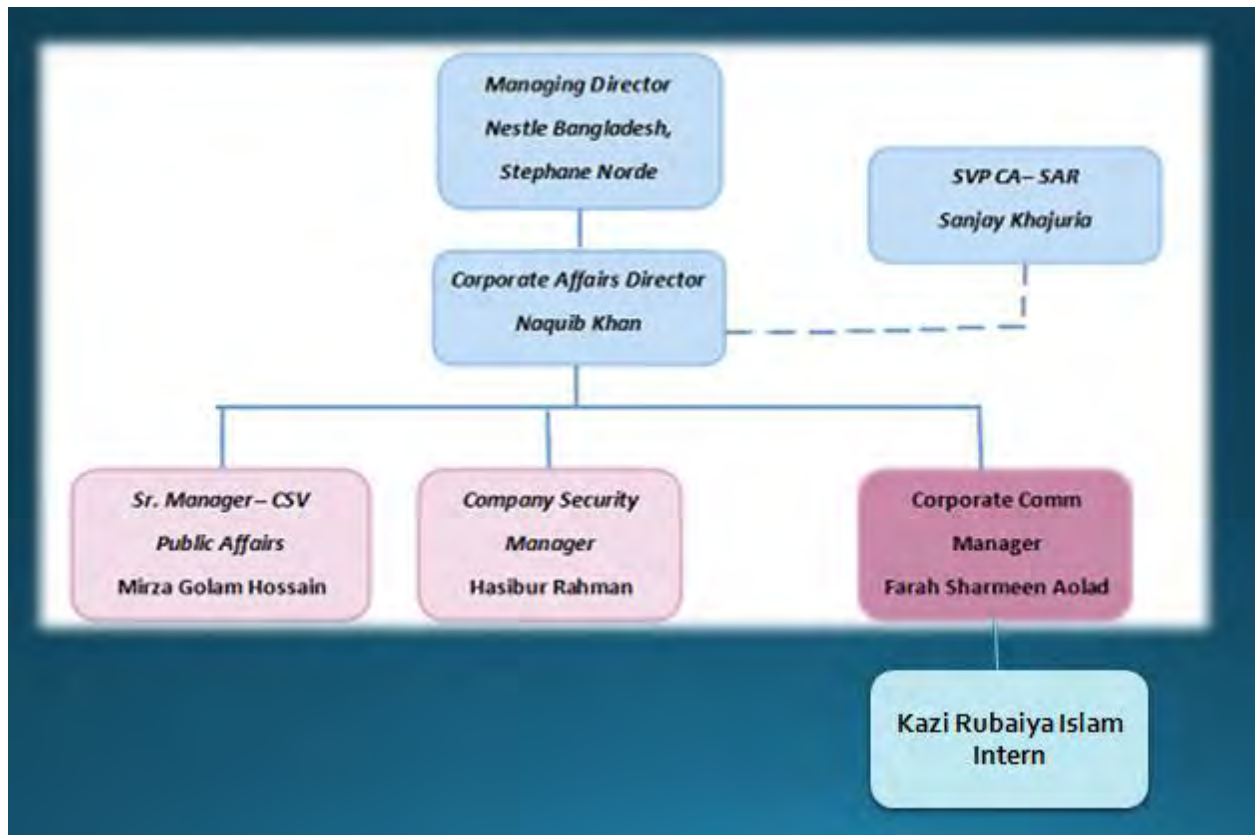 Managing Director
Nestle Bangladesh,
Stephane Norde
SVP CA– SAR
Sanjay Khajuria
Corporate Affairs Director
Naquib Khan
Sr. Manager– CSV
Public Affairs
Mirza Golam Hossain
Company Security
Manager
Hasibur Rahman
Corporate Comm
Manager
Farah Sharmeen Aolad
Kazi Rubaiya Islam
Intern